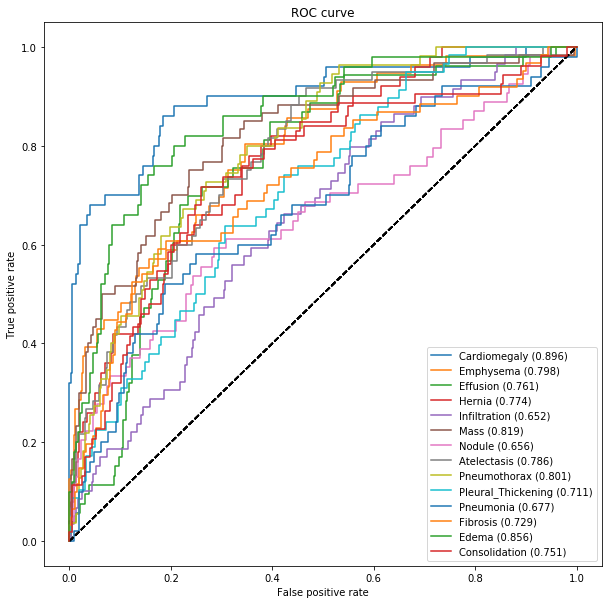 ROC curve
1.0
0.8
0.6
0.4
0.2
0.0
True positive rate
Cardiomegaly (0.896)
Emphysema (0.798)
Effusion (0.761)
Hernia (0.774)
Infiltration (0.652)
Mass (0.819)
Nodule (0.656)
Atelectasis (0.786)
Pneumothorax (0.801)
Pleural_Thickening (0.711)
Pneumonia (0.677)
Fibrosis (0.729)
Edema (0.856)
Consolidation (0.751)
0.0 0.2 0.4 0.6 0.8 1.0
False positive rate